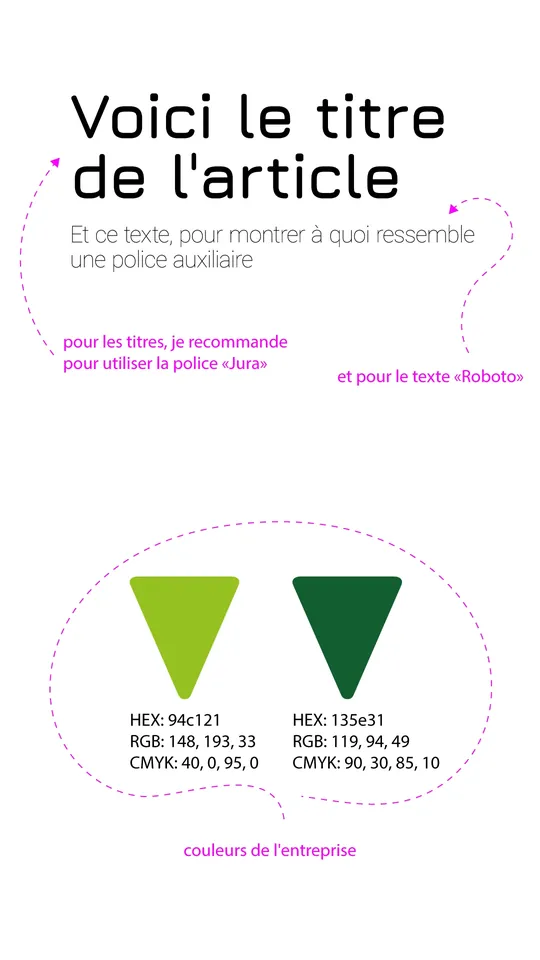 Voici le titre
de l'article
Et ce texte, pour montrer à quoi ressemble
une police auxiliaire
pour les titres, je recommande
pour utiliser la police «Jura»
et pour le texte «Roboto»
HEX: 94c121
RGB: 148, 193, 33
CMYK: 40, 0, 95, 0
HEX: 135e31
RGB: 119, 94, 49
CMYK: 90, 30, 85, 10
couleurs de l'entreprise